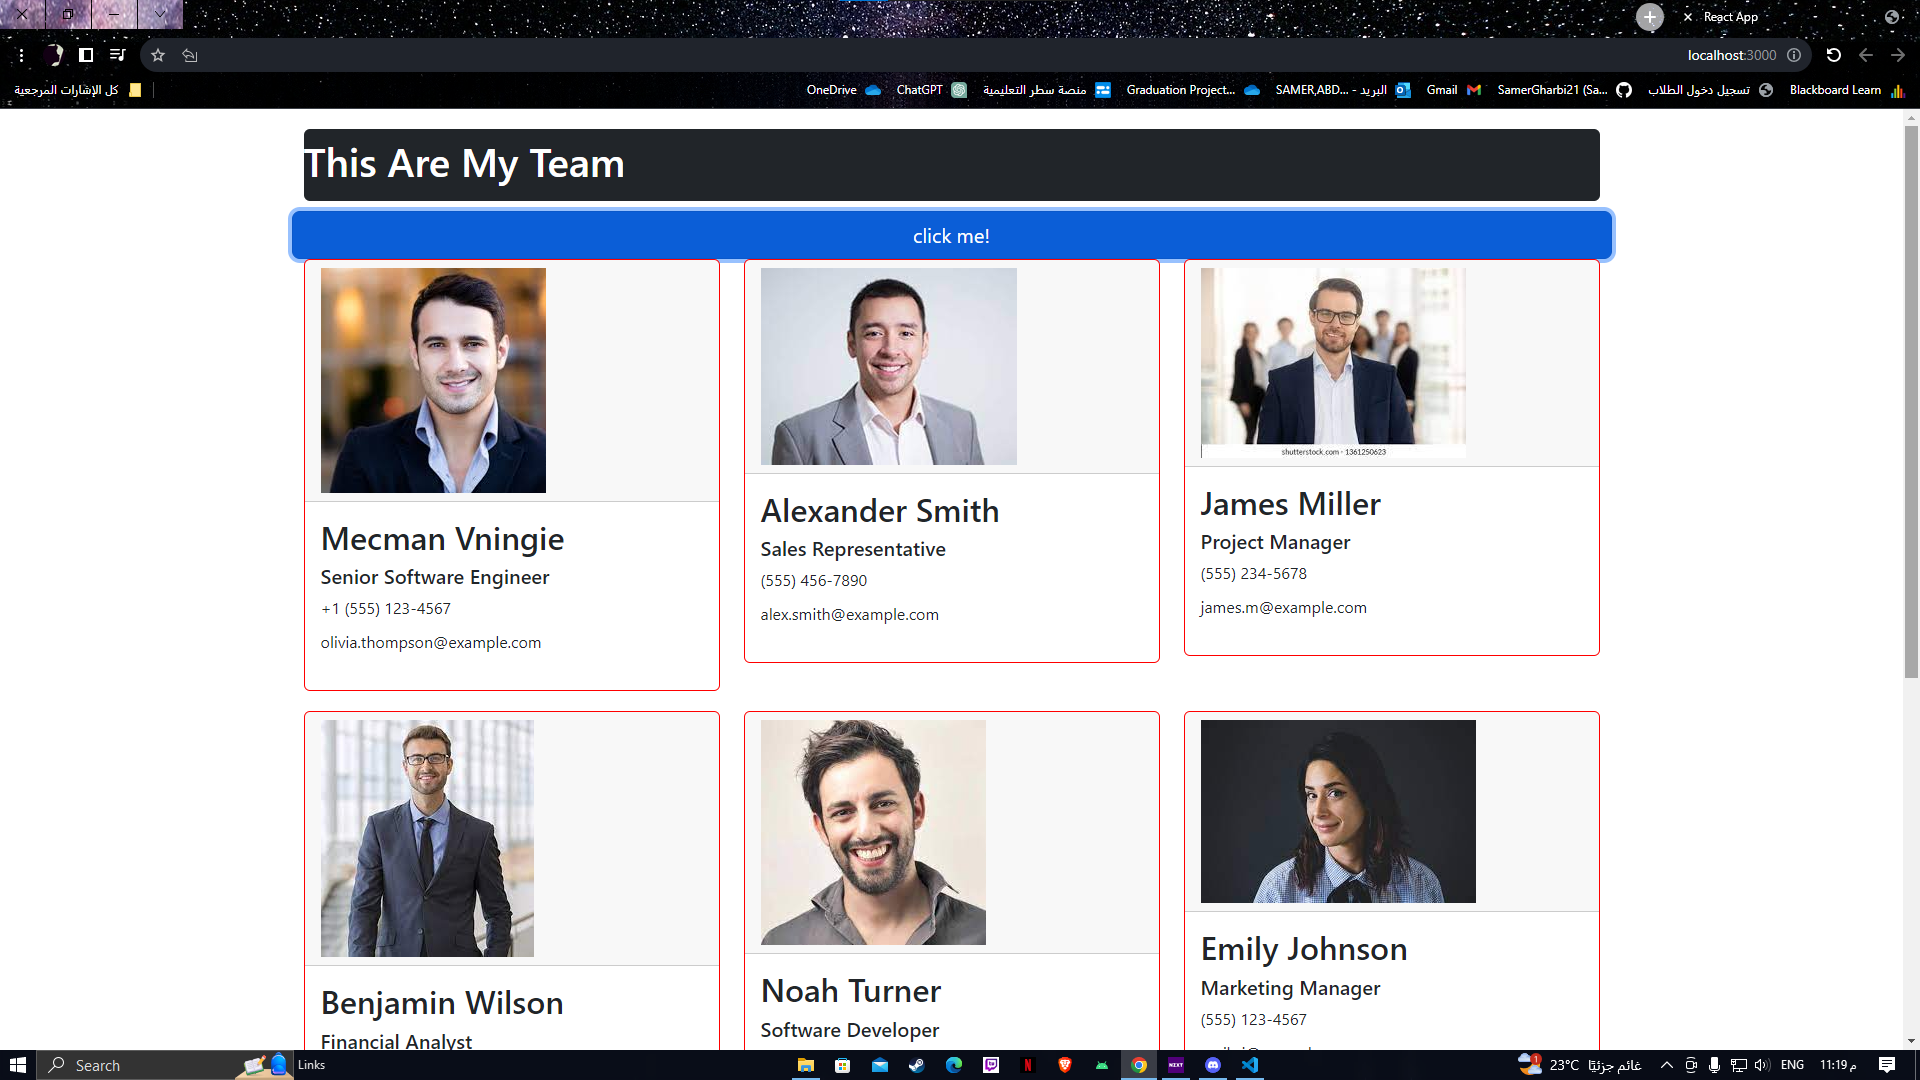 React App
localhost:3000
كل الإشارات المرجعية
OneDrive
ChatGPT
منصة سطر التعليمية
Graduation Project...
SAMER,ABD... - البريد
Gmail
SamerGharbi21 (Sa...
تسجيل دخول الطلاب
Blackboard Learn
This Are My Team
click me!
shutterstock.com · 1361250623
Mecman Vningie
Senior Software Engineer
+1 (555) 123-4567
olivia.thompson@example.com
Alexander Smith
Sales Representative
(555) 456-7890
alex.smith@example.com
James Miller
Project Manager
(555) 234-5678
james.m@example.com
Benjamin Wilson
Financial Analyst
Noah Turner
Software Developer
Emily Johnson
Marketing Manager
(555) 123-4567
Search
Links
NEXT
1
23°C غائم جزئيًا
ENG
11:19 م